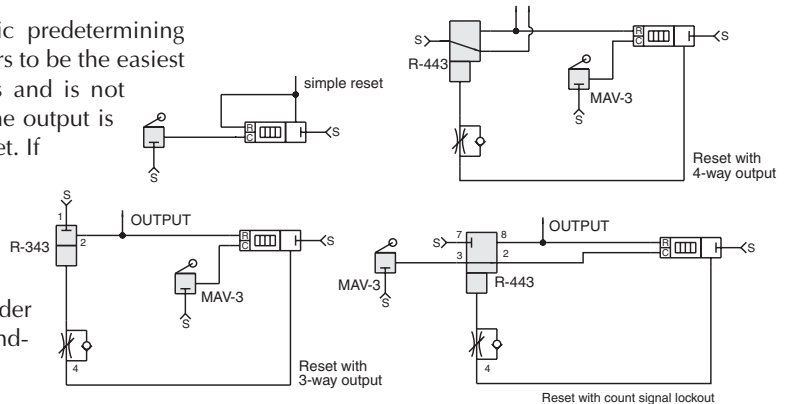 ic predetermining
rs to be the easiest
s and is not
ne output is
et. If
der
nd-
simple reset
R
C
S
S
S
R-443
R
C
S
MAV-3
S
Reset with
4-way output
S
1
OUTPUT
R-343
2
R
C
S
MAV-3
S
4
Reset with
3-way output
OUTPUT
S
7
8
3
2
R
C
S
MAV-3
S
R-443
4
Reset with count signal lockout